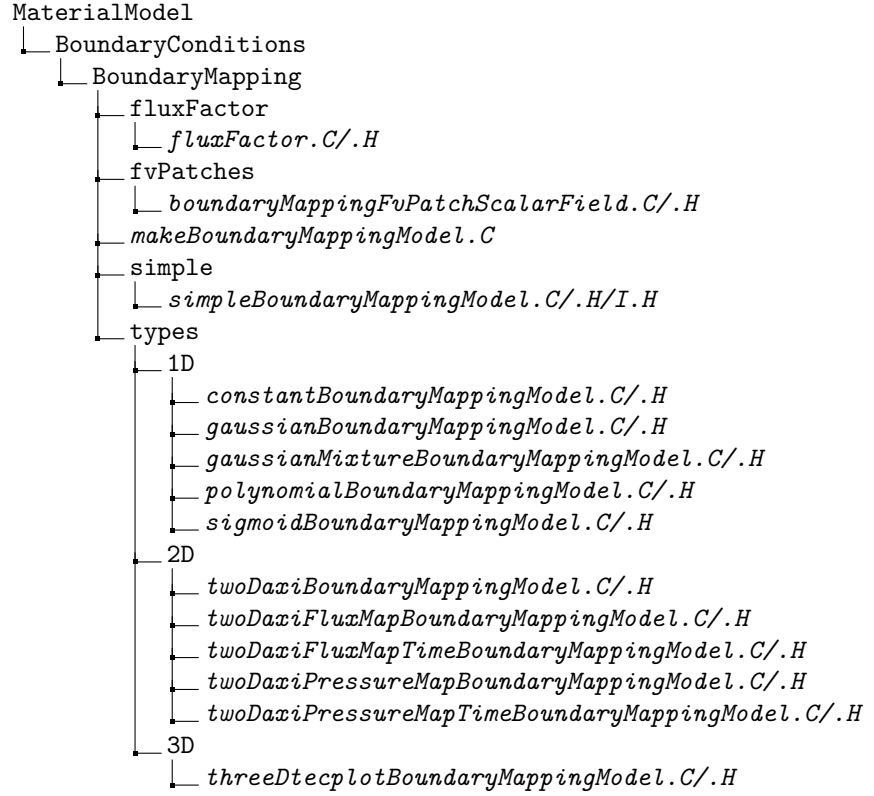 MaterialModel
BoundaryConditions
BoundaryMapping
fluxFactor
fluxFactor.C/.H
fvPatches
boundaryMappingFvPatchScalarField.C/.H
makeBoundaryMappingModel.C
simple
simpleBoundaryMappingModel.C/.H/I.H
types
1D
constantBoundaryMappingModel.C/.H
gaussianBoundaryMappingModel.C/.H
gaussianMixtureBoundaryMappingModel.C/.H
polynomialBoundaryMappingModel.C/.H
sigmoidBoundaryMappingModel.C/.H
2D
twoDaxiBoundaryMappingModel.C/.H
twoDaxiFluxMapBoundaryMappingModel.C/.H
twoDaxiFluxMapTimeBoundaryMappingModel.C/.H
twoDaxiPressureMapBoundaryMappingModel.C/.H
twoDaxiPressureMapTimeBoundaryMappingModel.C/.H
3D
threeDtecplotBoundaryMappingModel.C/.H